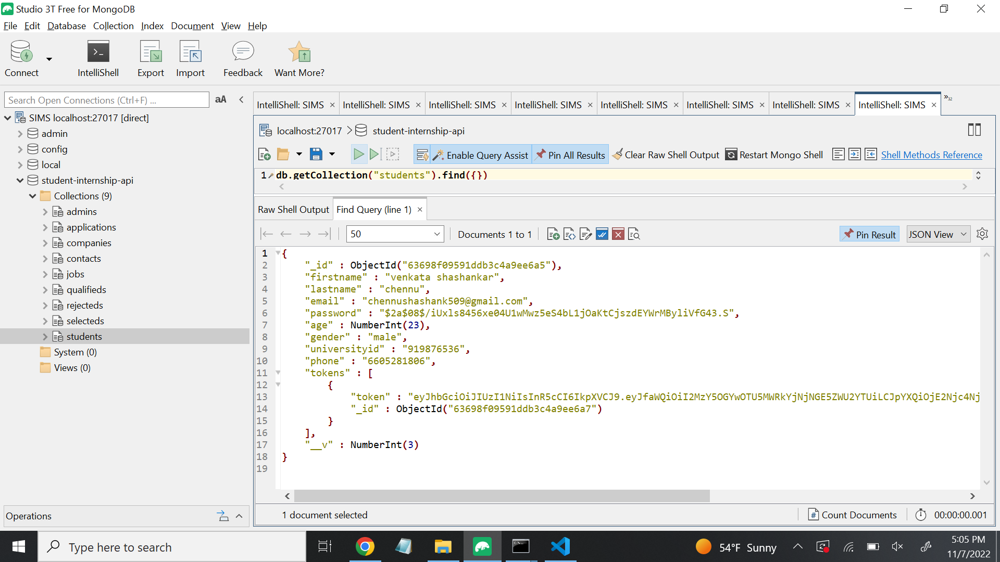 Studio 3T Free for MongoDB
File Edit Database Collection Index Document View Help
Connect IntelliShell Export Import Feedback Want More?
Search Open Connections (Ctrl+F) ... aA
SIMS localhost:27017 [direct]
admin
config
local
student-internship-api
Collections (9)
admins
applications
companies
contacts
jobs
qualifieds
rejecteds
selecteds
students
System (0)
Views (0)
Operations
IntelliShell: SIMS × IntelliShell: SIMS × IntelliShell: SIMS × IntelliShell: SIMS × IntelliShell: SIMS × IntelliShell: SIMS × IntelliShell: SIMS × IntelliShell: SIMS × »32
localhost:27017 student-internship-api
Enable Query Assist Pin All Results Clear Raw Shell Output Restart Mongo Shell Shell Methods Reference
1 db.getCollection("students").find({})
Raw Shell Output Find Query (line 1) ×
50 Documents 1 to 1 Pin Result JSON View
1 {
2 "_id" : ObjectId("63698f09591ddb3c4a9ee6a5"),
3 "firstname" : "venkata shashankar",
4 "lastname" : "chennu",
5 "email" : "chennushashank509@gmail.com",
6 "password" : "$2a$08$/iUxls8456xe04U1wMwz5eS4bL1jOaKtCjszdEYWrMByliVfG43.S",
7 "age" : NumberInt(23),
8 "gender" : "male",
9 "universityid" : "919876536",
10 "phone" : "6605281806",
11 "tokens" : [
12 {
13 "token" : "eyJhbGciOiJIUzI1NiIsInR5cCI6IkpXVCJ9.eyJfaWQiOiI2MzY5OGYwOTU5MWRkYjNjNGE5ZWU2YTUiLCJpYXQiOjE2Njc4Nj
14 "_id" : ObjectId("63698f09591ddb3c4a9ee6a7")
15 }
16 ],
17 "__v" : NumberInt(3)
18 }
19
1 document selected Count Documents 00:00:00.001
Type here to search
54°F Sunny
5:05 PM
11/7/2022